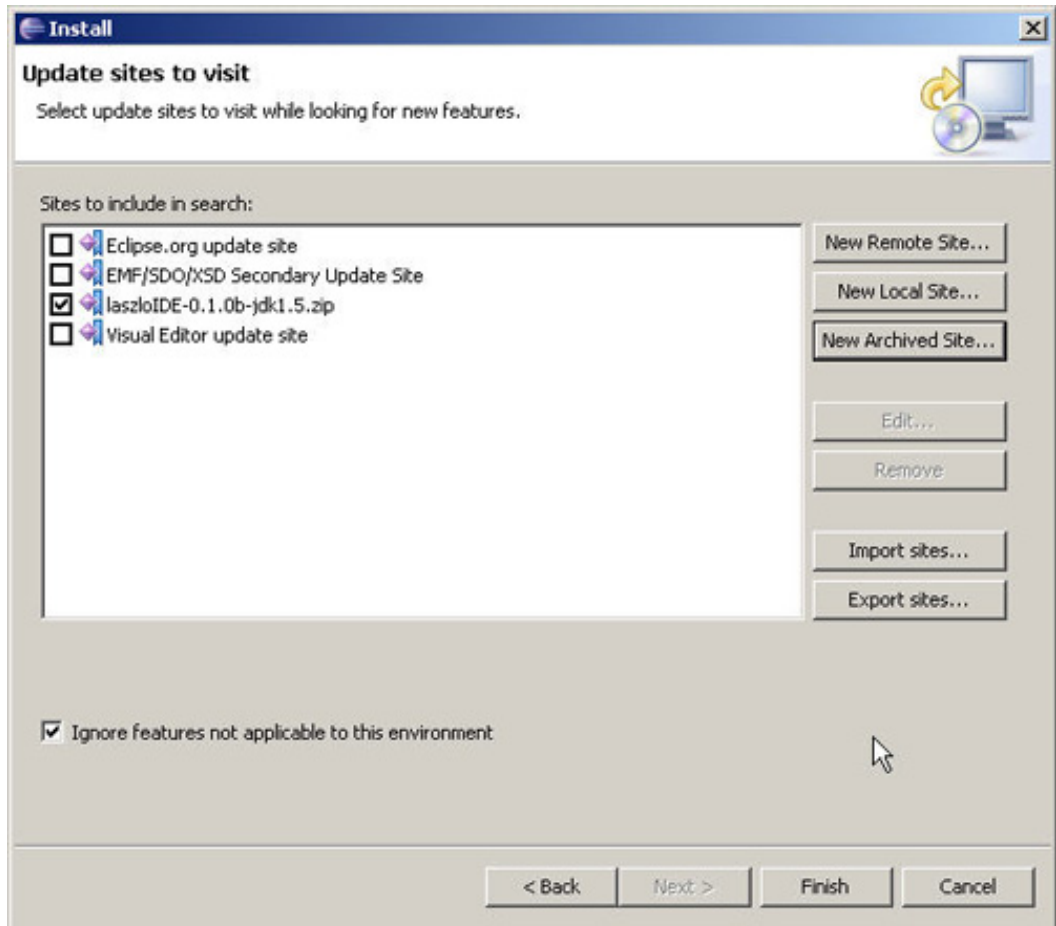 Install
Update sites to visit
Select update sites to visit while looking for new features.
Sites to include in search:
Eclipse.org update site
EMF/SDO/XSD Secondary Update Site
laszloIDE-0.1.0b-jdk1.5.zip
Visual Editor update site
New Remote Site...
New Local Site...
New Archived Site...
Edit...
Remove
Import sites...
Export sites...
Ignore features not applicable to this environment
< Back
Next >
Finish
Cancel